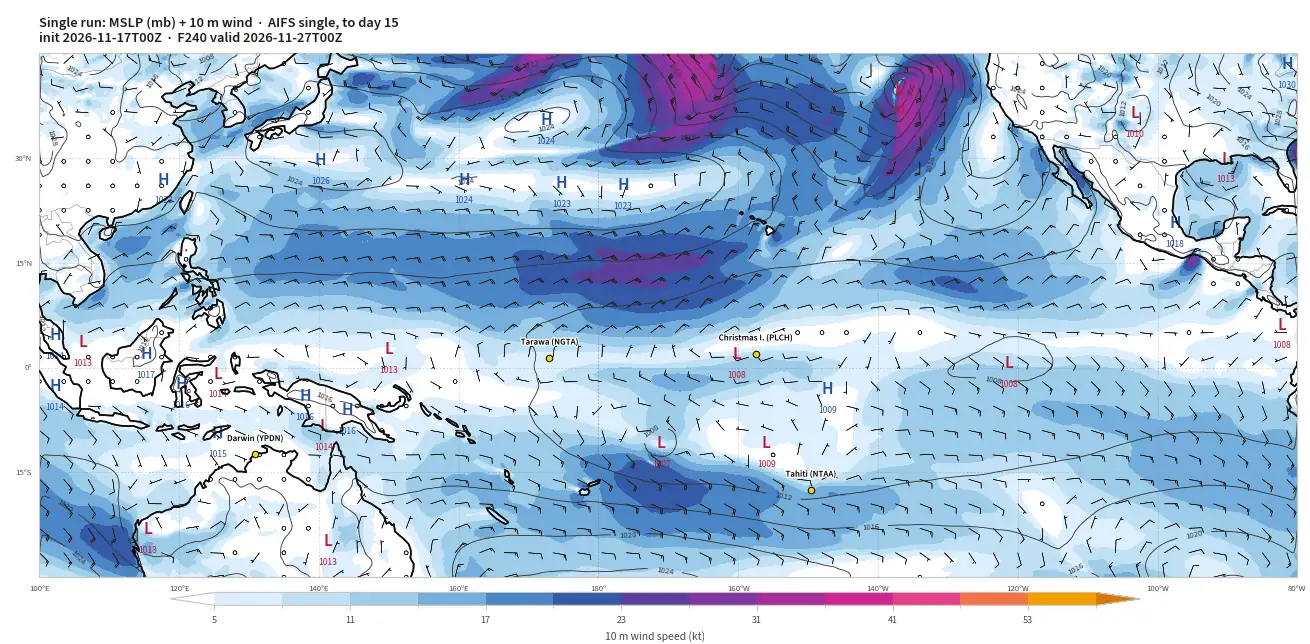 Single run: MSLP (mb) + 10 m wind · AIFS single, to day 15
init 2026-11-17T00Z · F240 valid 2026-11-27T00Z
H
1030
L
1010
H
1024
H
1026
H
H
1024
H
1023
H
1023
L
1013
H
1018
30°N
15°N
0°
15°S
Tarawa (NGTA)
Christmas I. (PLCH)
L
1008
L
1008
L
1008
L
1013
L
1013
H
1017
H
1014
H
1009
H
1015
Darwin (YPDN)
L
1014
L
1009
Tahiti (NTAA)
L
1013
L
1013
1024
1016
1012
1016
1020
1020
1024
1016
100°E
120°E
140°E
160°E
180°
160°W
140°W
120°W
100°W
80°W
5
11
17
23
31
41
53
10 m wind speed (kt)